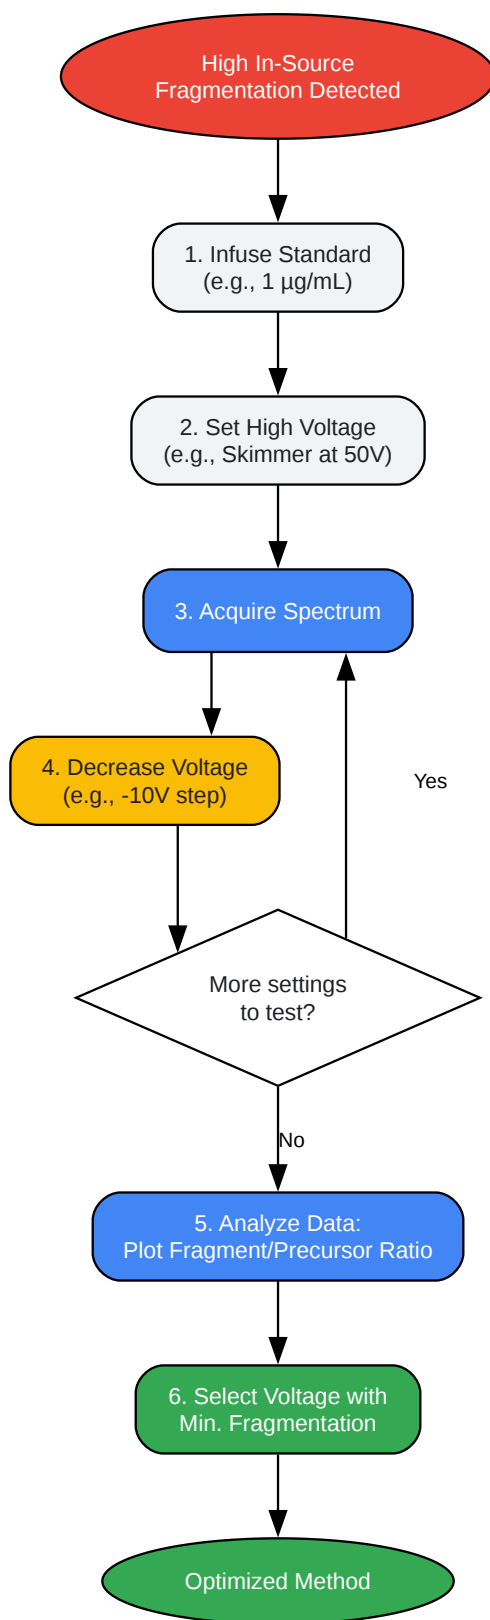 High In-Source
Fragmentation Detected
1. Infuse Standard
(e.g., 1 µg/mL)
2. Set High Voltage
(e.g., Skimmer at 50V)
3. Acquire Spectrum
4. Decrease Voltage
(e.g., -10V step)
Yes
More settings
to test?
No
5. Analyze Data:
Plot Fragment/Precursor Ratio
6. Select Voltage with
Min. Fragmentation
Optimized Method